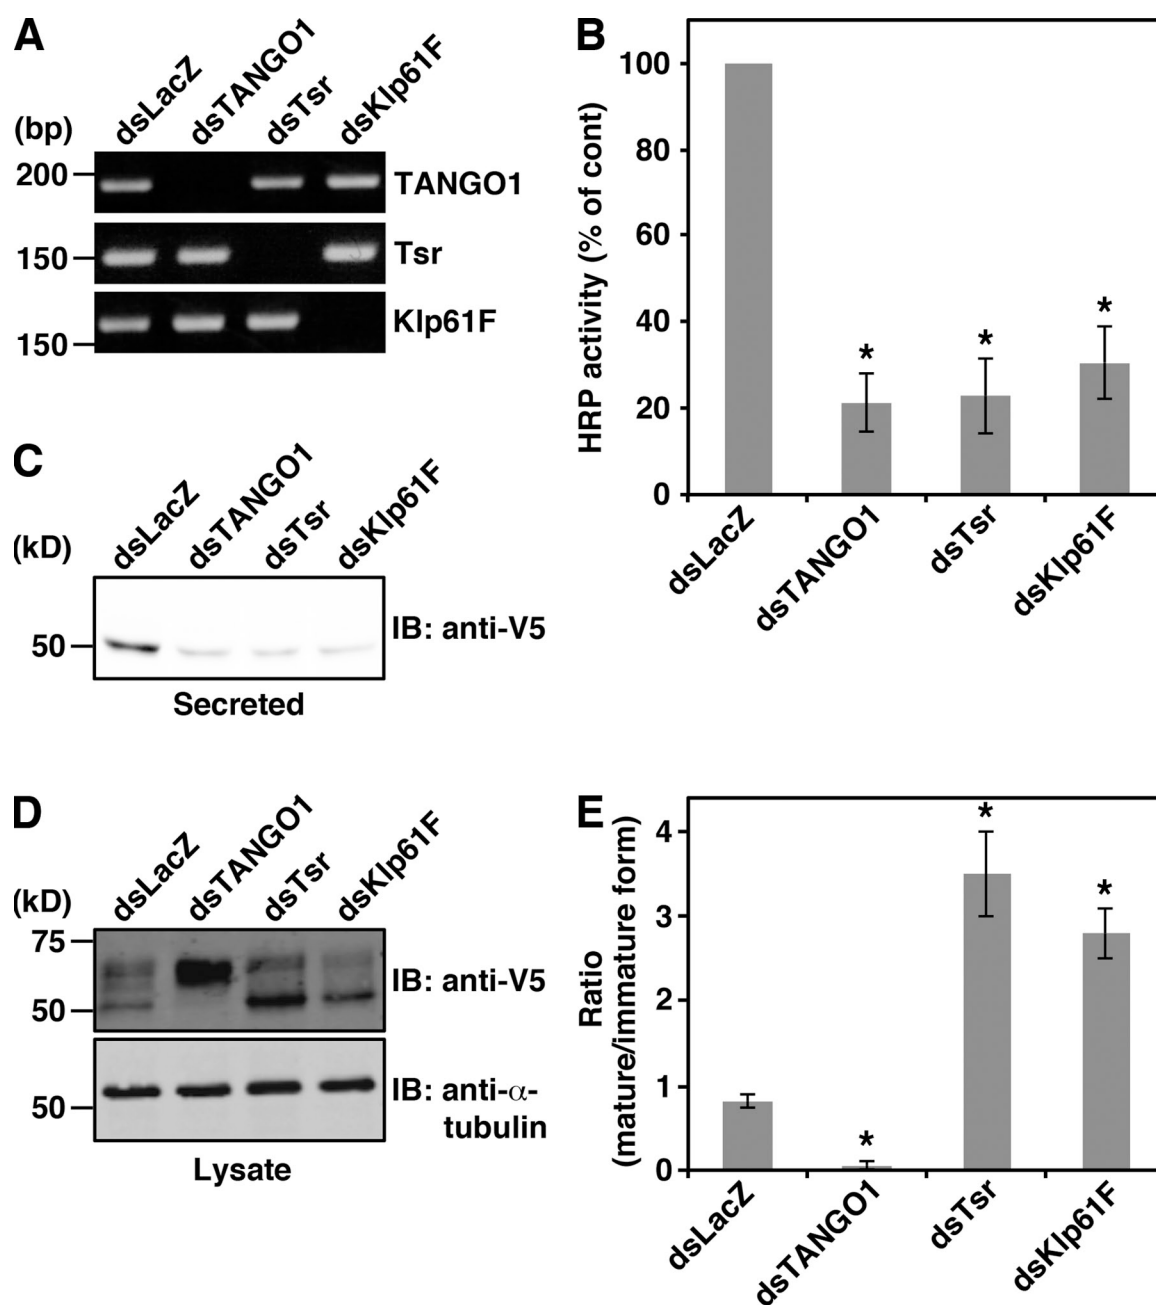 A
dsLacZ
dsTANGO1
dsTsr
dsKlp61F
(bp)
200
TANGO1
150
Tsr
150
Klp61F
B
HRP activity (% of cont)
100
80
60
40
20
0
*
*
*
dsLacZ
dsTANGO1
dsTsr
dsKlp61F
C
dsLacZ
dsTANGO1
dsTsr
dsKlp61F
(kD)
50
IB: anti-V5
Secreted
D
dsLacZ
dsTANGO1
dsTsr
dsKlp61F
(kD)
75
50
IB: anti-V5
50
IB: anti-α-
tubulin
Lysate
E
Ratio
(mature/immature form)
4
3
2
1
0
*
*
*
dsLacZ
dsTANGO1
dsTsr
dsKlp61F